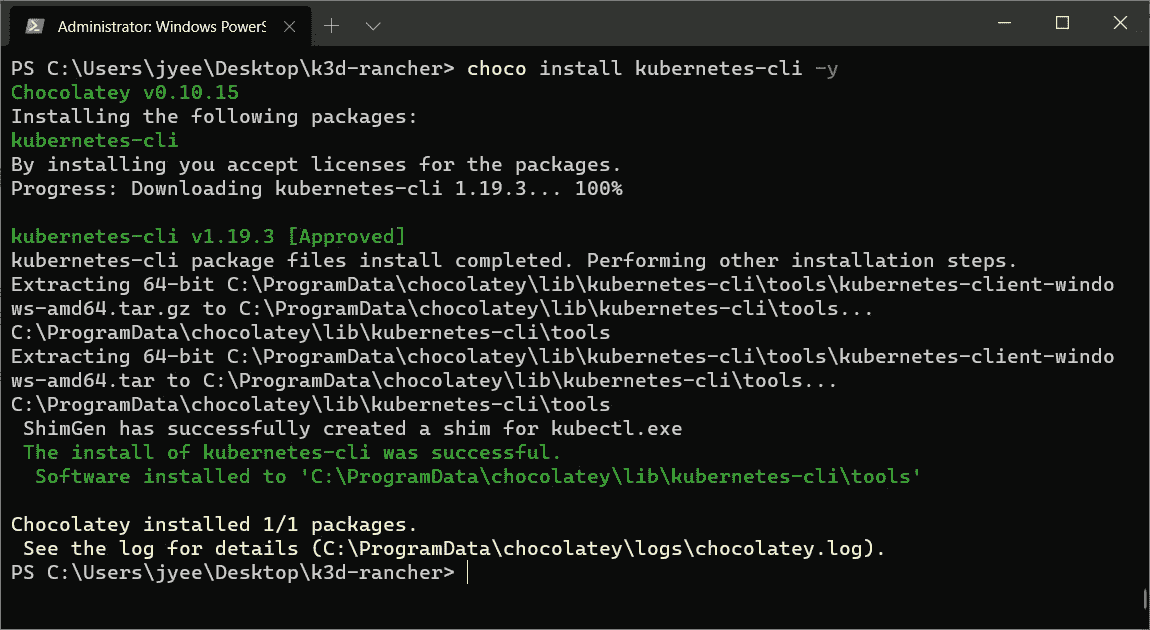 Administrator: Windows PowerS
PS C:\Users\jyee\Desktop\k3d-rancher> choco install kubernetes-cli -y
Chocolatey v0.10.15
Installing the following packages:
kubernetes-cli
By installing you accept licenses for the packages.
Progress: Downloading kubernetes-cli 1.19.3... 100%
kubernetes-cli v1.19.3 [Approved]
kubernetes-cli package files install completed. Performing other installation steps.
Extracting 64-bit C:\ProgramData\chocolatey\lib\kubernetes-cli\tools\kubernetes-client-windo
ws-amd64.tar.gz to C:\ProgramData\chocolatey\lib\kubernetes-cli\tools...
C:\ProgramData\chocolatey\lib\kubernetes-cli\tools
Extracting 64-bit C:\ProgramData\chocolatey\lib\kubernetes-cli\tools\kubernetes-client-windo
ws-amd64.tar to C:\ProgramData\chocolatey\lib\kubernetes-cli\tools...
C:\ProgramData\chocolatey\lib\kubernetes-cli\tools
 ShimGen has successfully created a shim for kubectl.exe
 The install of kubernetes-cli was successful.
  Software installed to 'C:\ProgramData\chocolatey\lib\kubernetes-cli\tools'
Chocolatey installed 1/1 packages.
 See the log for details (C:\ProgramData\chocolatey\logs\chocolatey.log).
PS C:\Users\jyee\Desktop\k3d-rancher>